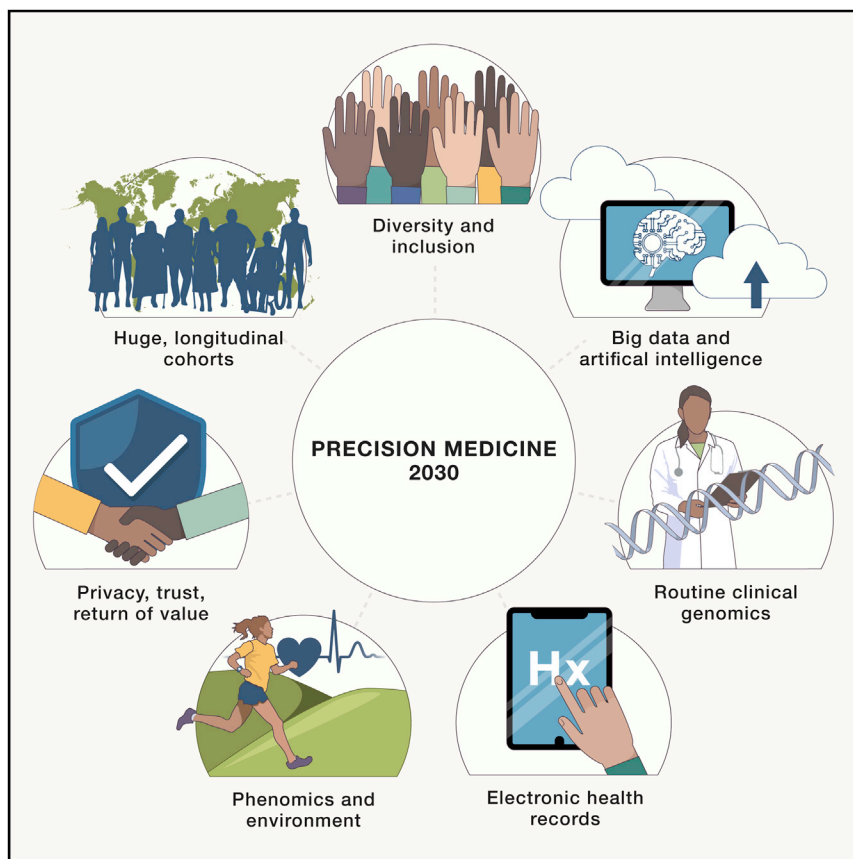 Diversity and
inclusion
Huge, longitudinal
cohorts
Big data and
artifical intelligence
PRECISION MEDICINE
2030
Privacy, trust,
return of value
Routine clinical
genomics
Hx
Phenomics and
environment
Electronic health
records